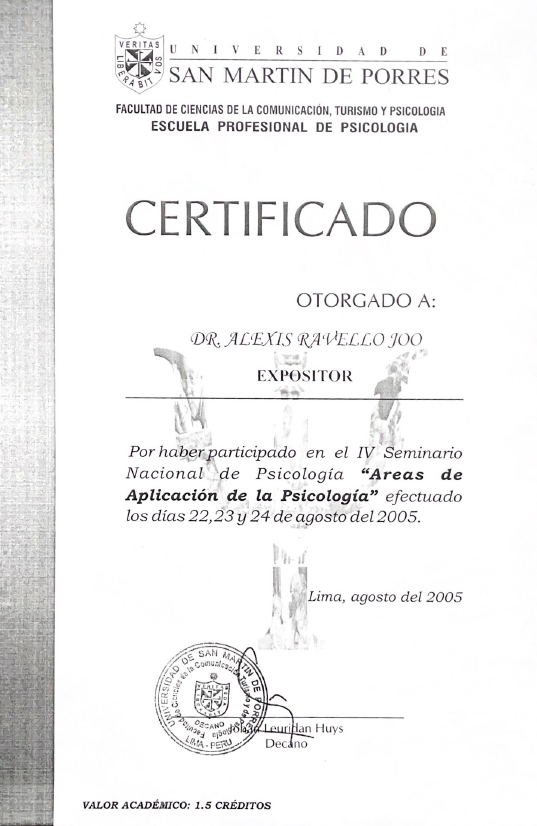 VERITAS
LIBERABIT VOS
UNIVERSIDAD DE
SAN MARTIN DE PORRES
FACULTAD DE CIENCIAS DE LA COMUNICACIÓN, TURISMO Y PSICOLOGIA
ESCUELA PROFESIONAL DE PSICOLOGIA
CERTIFICADO
OTORGADO A:
DR. ALEXIS RAVELLO JOO
EXPOSITOR
Por haber participado en el IV Seminario
Nacional de Psicología “Areas de
Aplicación de la Psicología” efectuado
los días 22,23 y 24 de agosto del 2005.
Lima, agosto del 2005
UNIVERSIDAD DE SAN MARTIN DE PORRES
Facultad de Ciencias de la Comunicación Turismo y de Psicología
VERITAS
DECANO
LIMA - PERU
Johan Leuridan Huys
Decano
VALOR ACADÉMICO: 1.5 CRÉDITOS